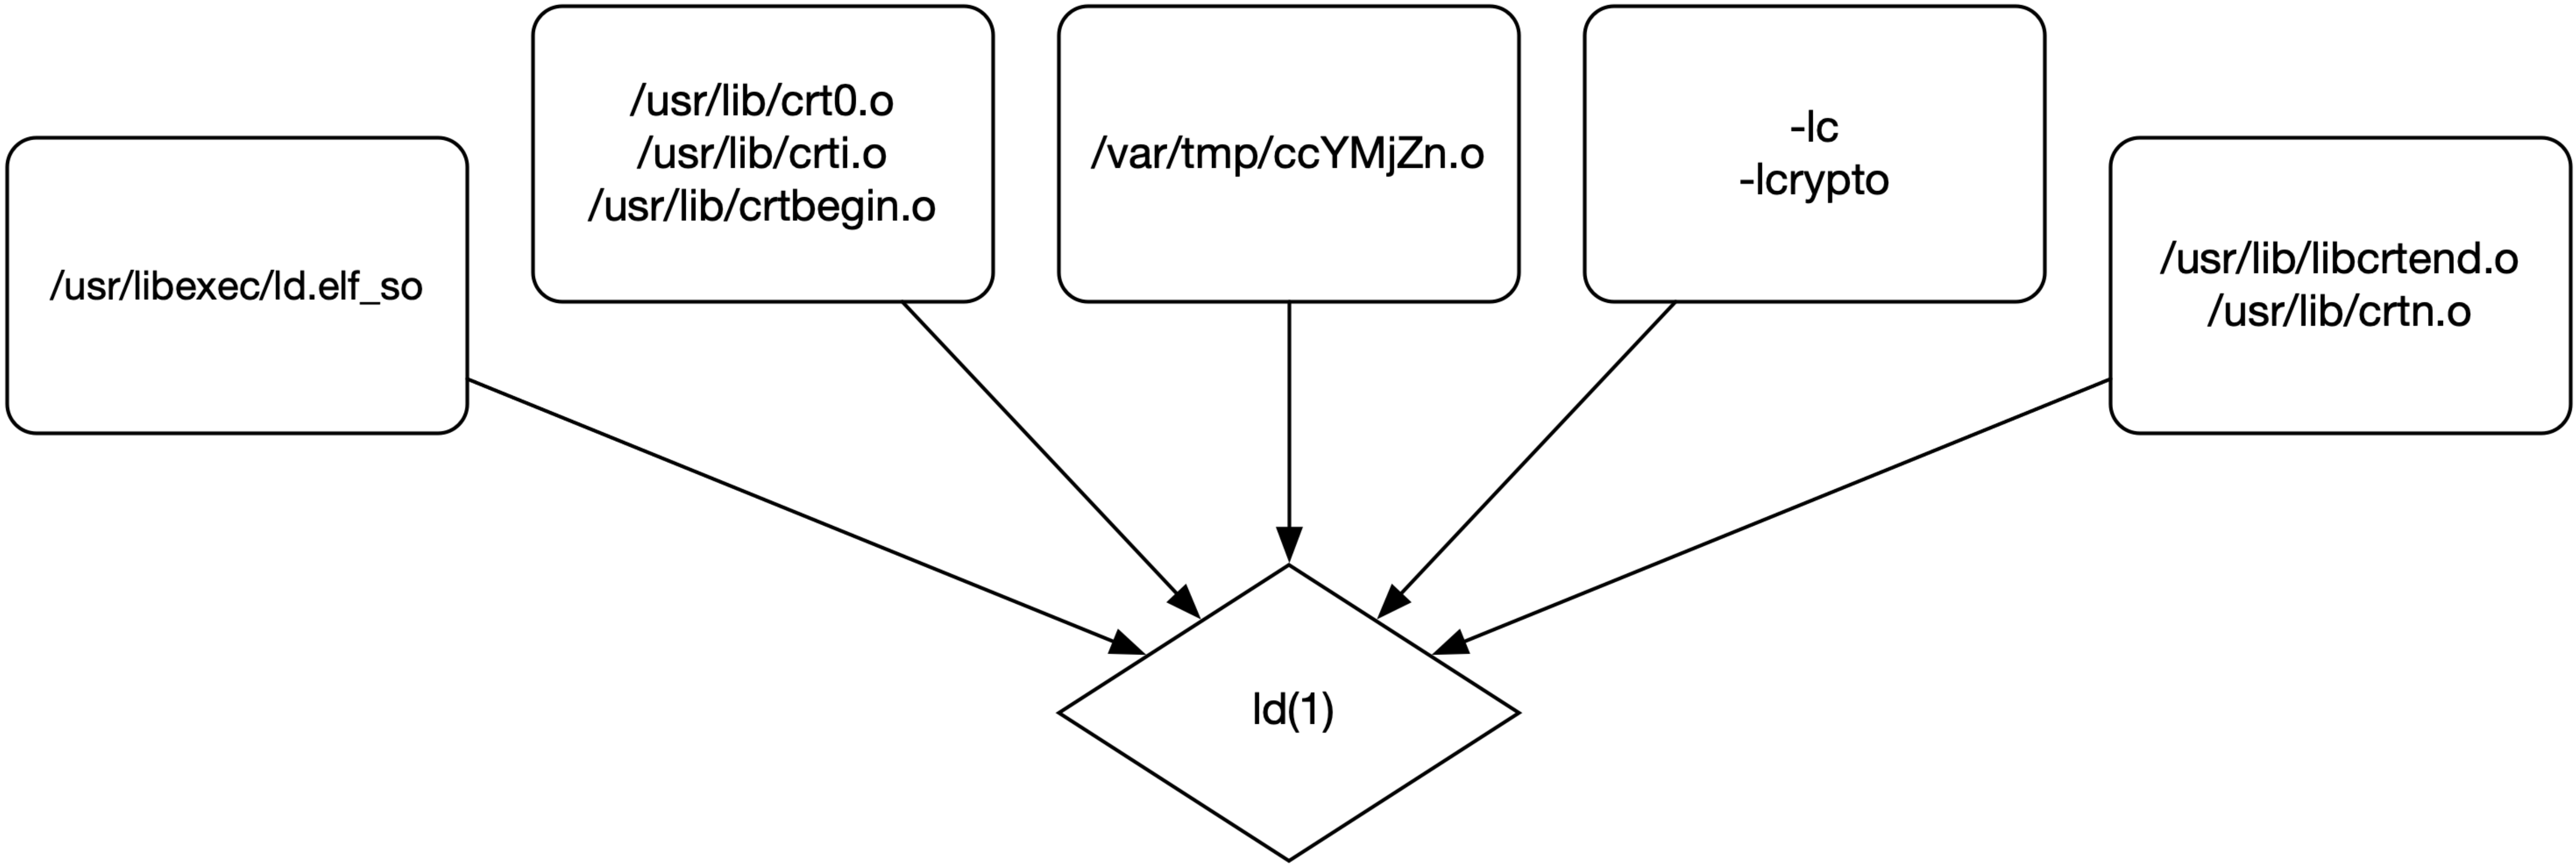 /usr/libexec/ld.elf_so
/usr/lib/crt0.o
/usr/lib/crti.o
/usr/lib/crtbegin.o
/var/tmp/ccYMjZn.o
-lc
-lcrypto
/usr/lib/libcrtend.o
/usr/lib/crtn.o
ld(1)